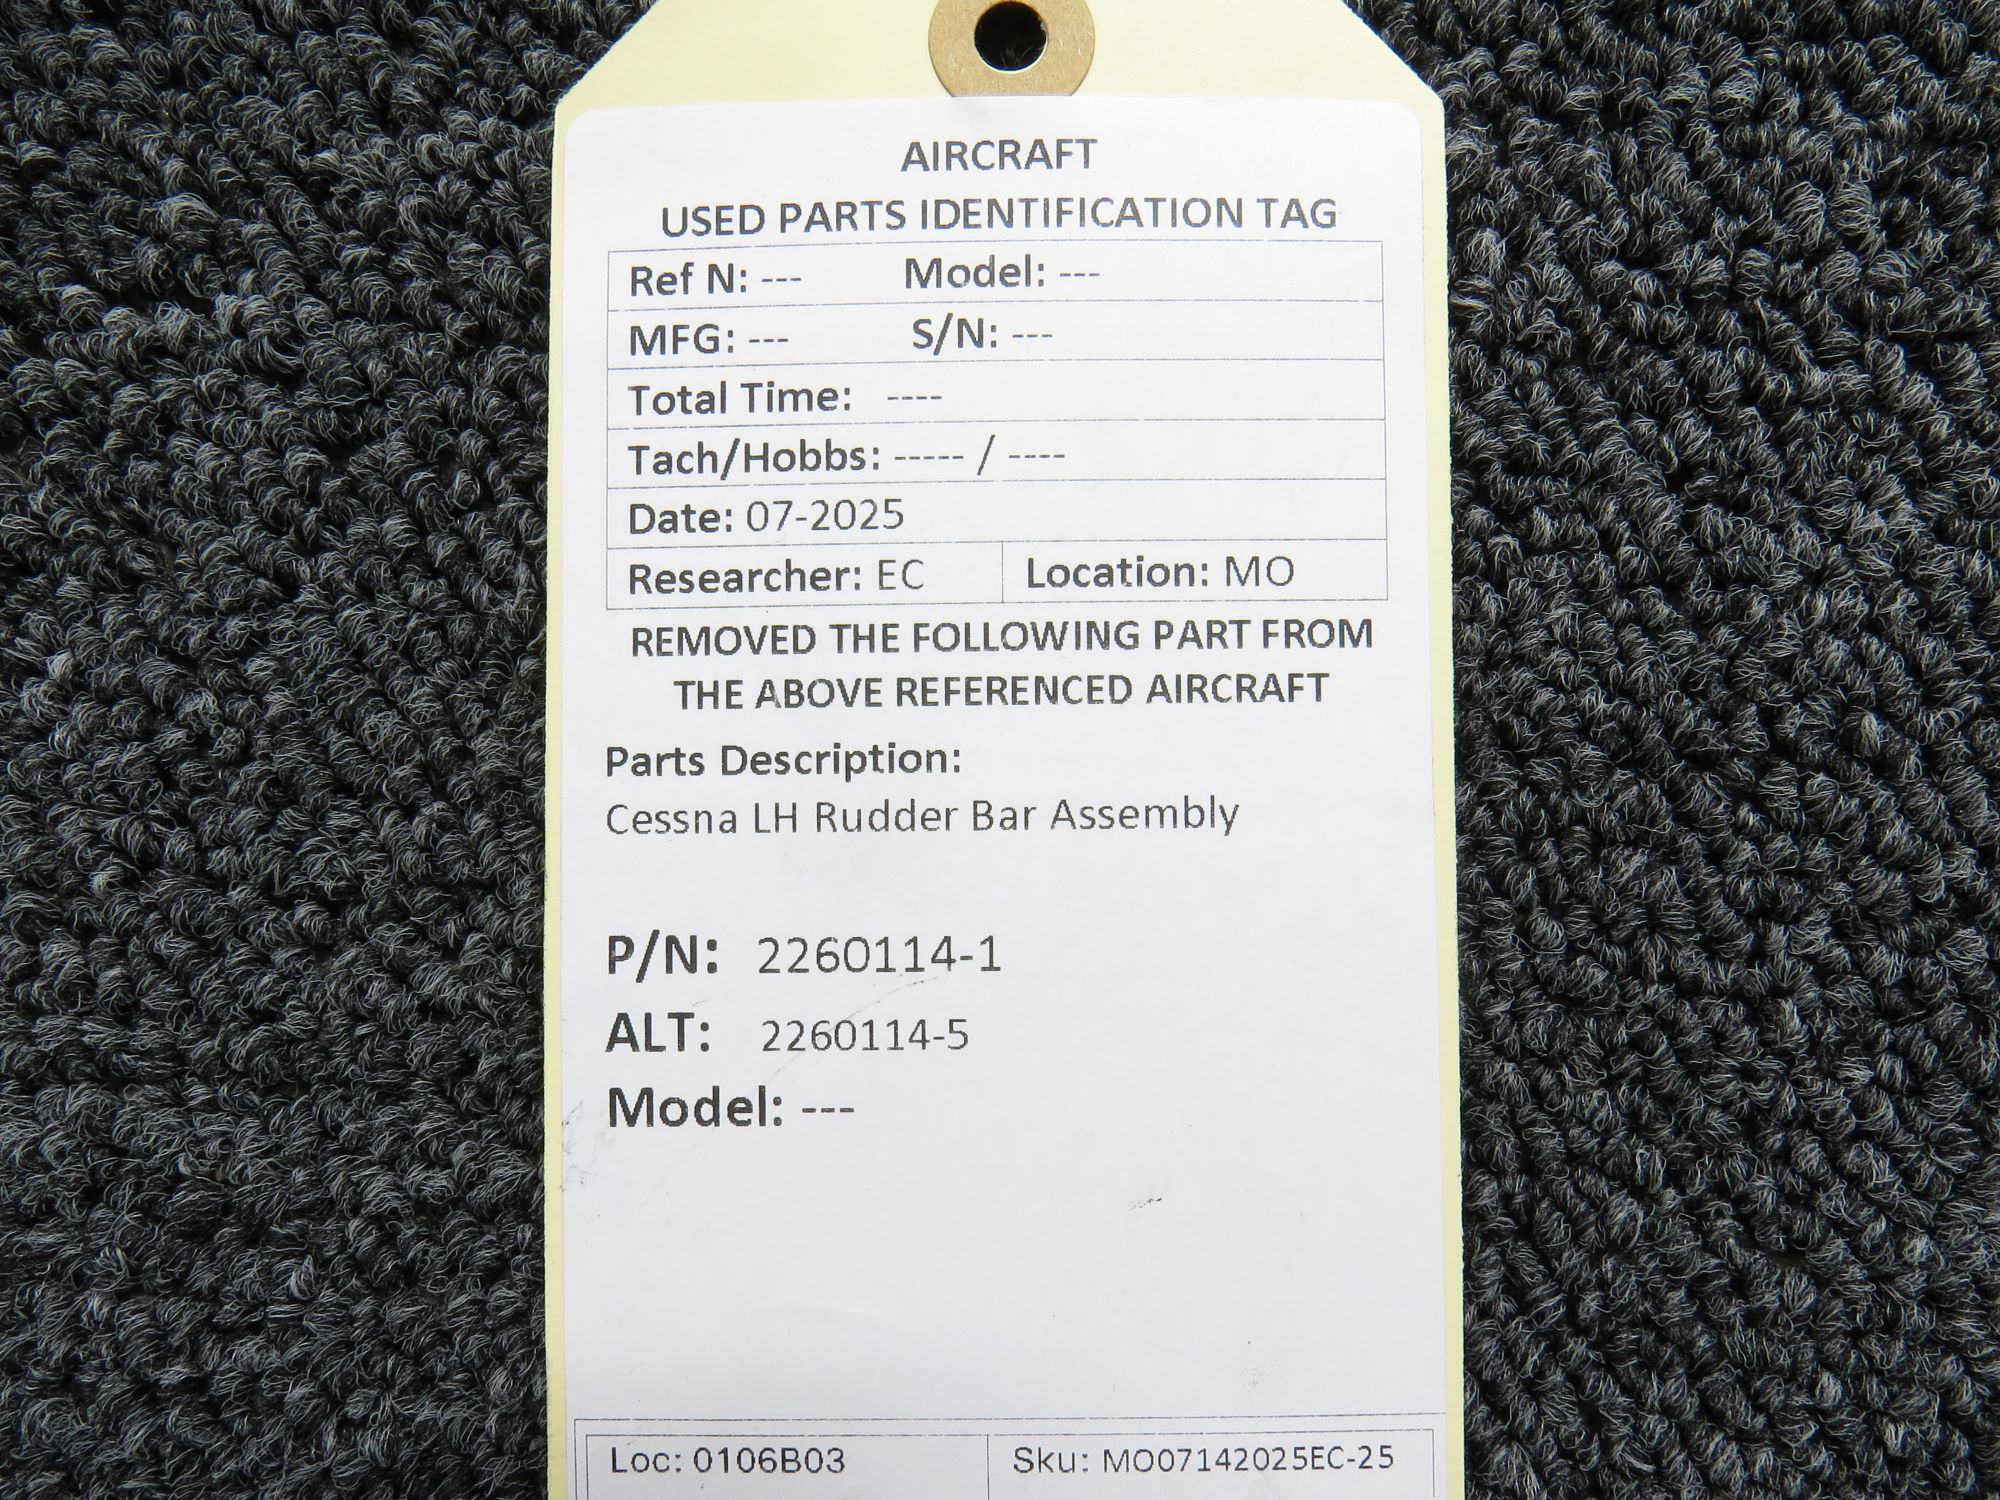 AIRCRAFT
USED PARTS IDENTIFICATION TAG
Ref N: --- Model: ---
MFG: --- S/N: ---
Total Time: ----
Tach/Hobbs: ----- / ----
Date: 07-2025
Researcher: EC Location: MO
REMOVED THE FOLLOWING PART FROM
THE ABOVE REFERENCED AIRCRAFT
Parts Description:
Cessna LH Rudder Bar Assembly
P/N: 2260114-1
ALT: 2260114-5
Model: ---
Loc: 0106B03 Sku: MO07142025EC-25